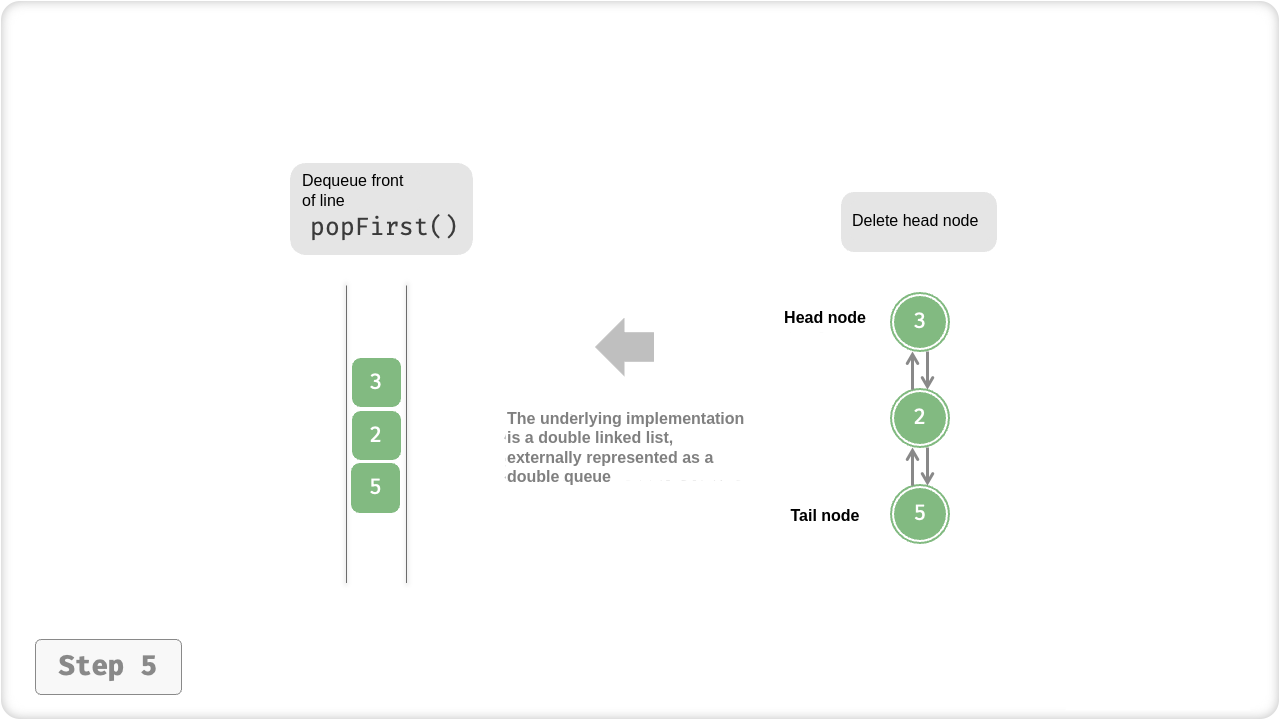 Dequeue front
of line
popFirst()
Delete head node
Head node
3
3
2
The underlying implementation
is a double linked list,
externally represented as a
double queue
2
5
Tail node
5
Step 5